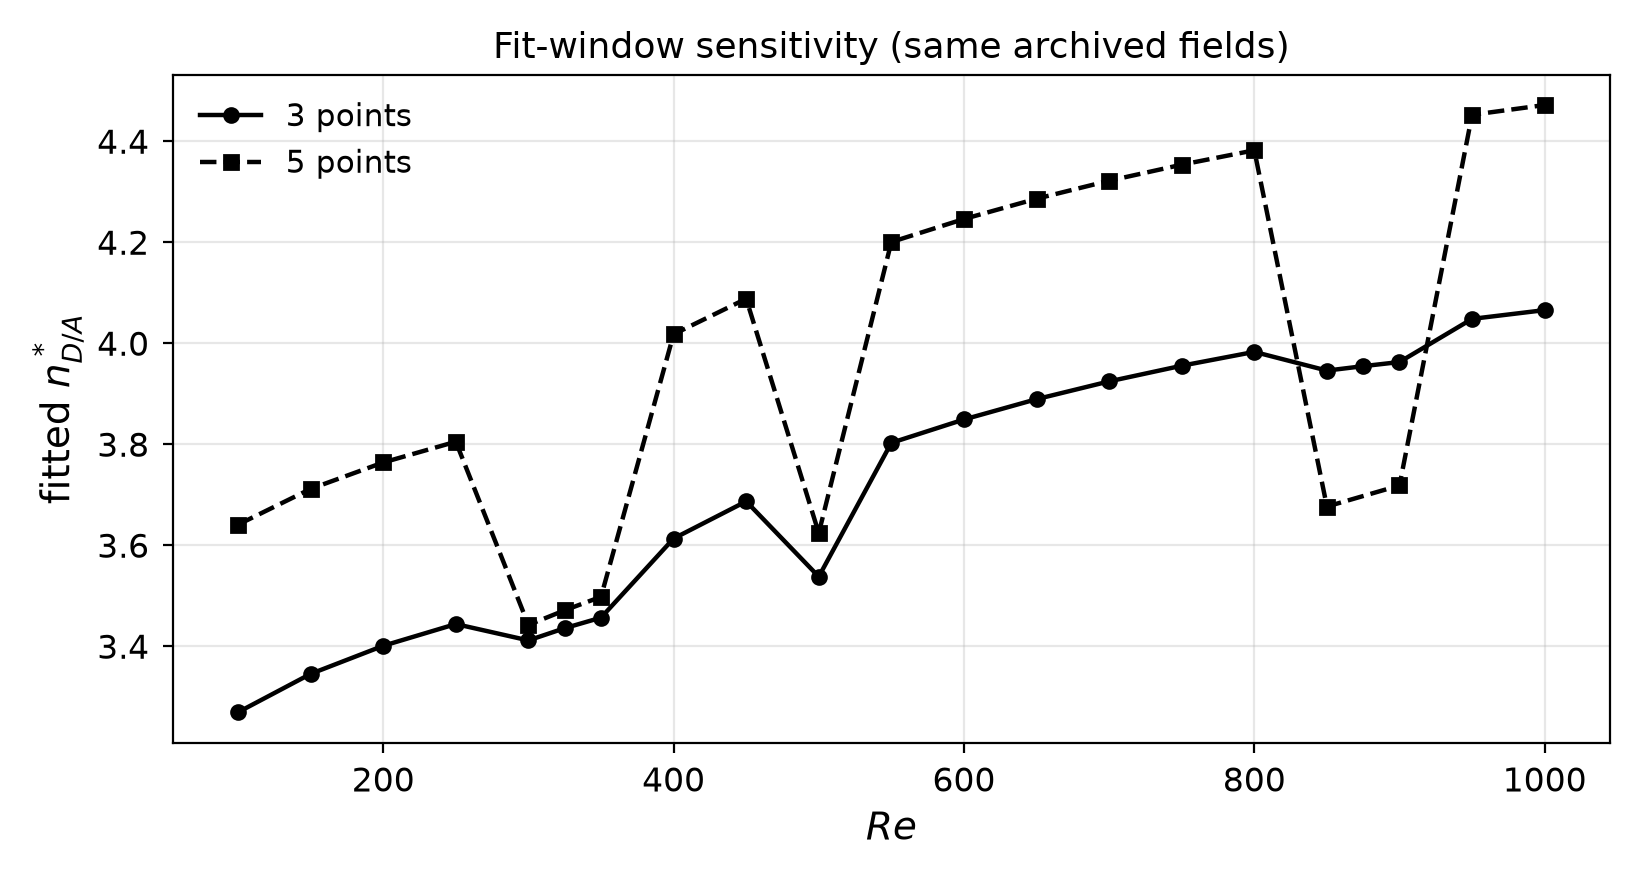 Fit-window sensitivity (same archived fields)
3 points
5 points
fitted n*D/A
4.4
4.2
4.0
3.8
3.6
3.4
200
400
600
800
1000
Re